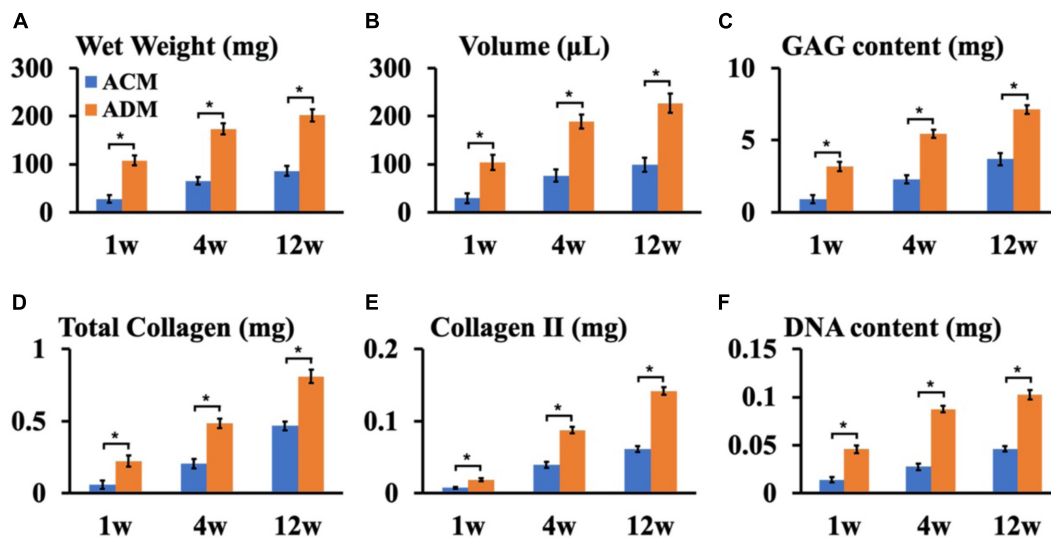 A
Wet Weight (mg)
300
200
100
0
ACM
ADM
*
*
*
1w 4w 12w
B
Volume (μL)
300
200
100
0
*
*
*
1w 4w 12w
C
GAG content (mg)
10
5
0
*
*
*
1w 4w 12w
D
Total Collagen (mg)
1
0.5
0
*
*
*
1w 4w 12w
E
Collagen II (mg)
0.2
0.1
0
*
*
*
1w 4w 12w
F
DNA content (mg)
0.15
0.1
0.05
0
*
*
*
1w 4w 12w